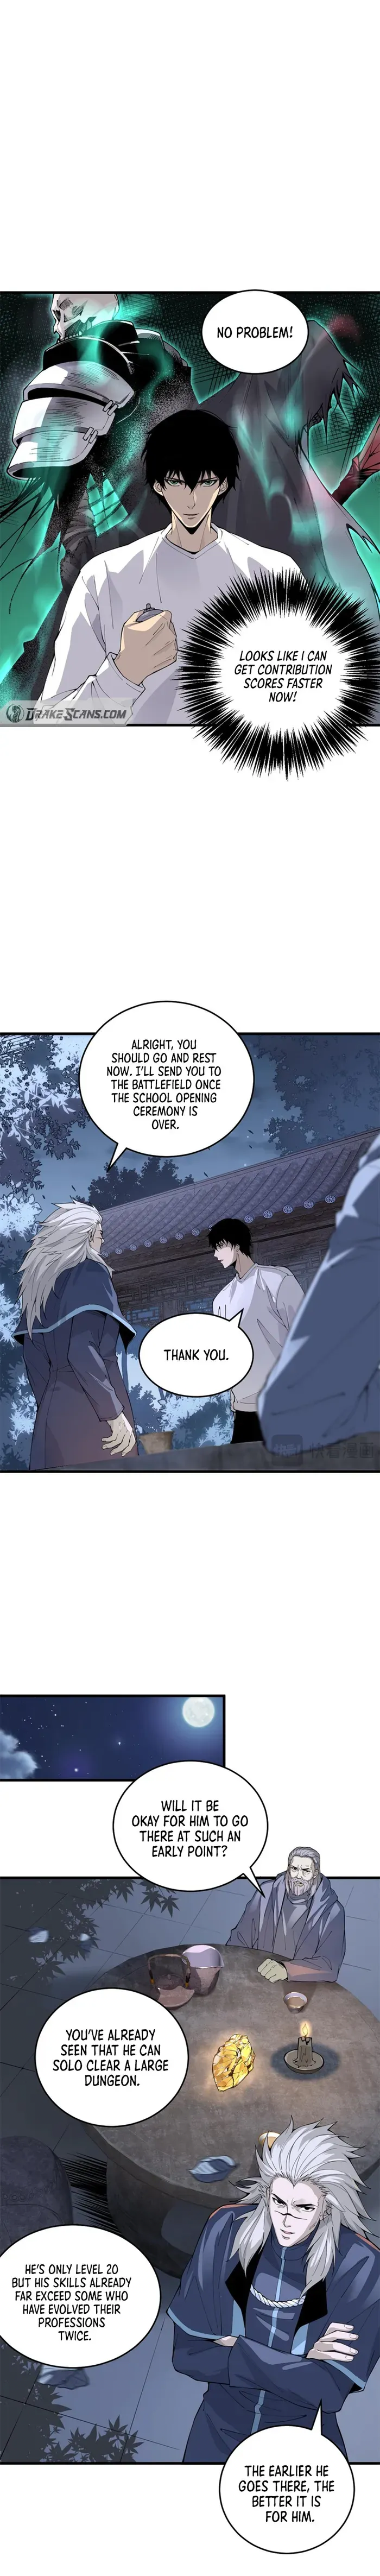 NO PROBLEM!
LOOKS LIKE I CAN
GET CONTRIBUTION
SCORES FASTER
NOW!
DRAKESCANS.COM
ALRIGHT, YOU
SHOULD GO AND REST
NOW. I'LL SEND YOU TO
THE BATTLEFIELD ONCE
THE SCHOOL OPENING
CEREMONY IS
OVER.
THANK YOU.
WILL IT BE
OKAY FOR HIM TO GO
THERE AT SUCH AN
EARLY POINT?
YOU'VE ALREADY
SEEN THAT HE CAN
SOLO CLEAR A LARGE
DUNGEON.
HE'S ONLY LEVEL 20
BUT HIS SKILLS ALREADY
FAR EXCEED SOME WHO
HAVE EVOLVED THEIR
PROFESSIONS
TWICE.
THE EARLIER HE
GOES THERE, THE
BETTER IT IS
FOR HIM.